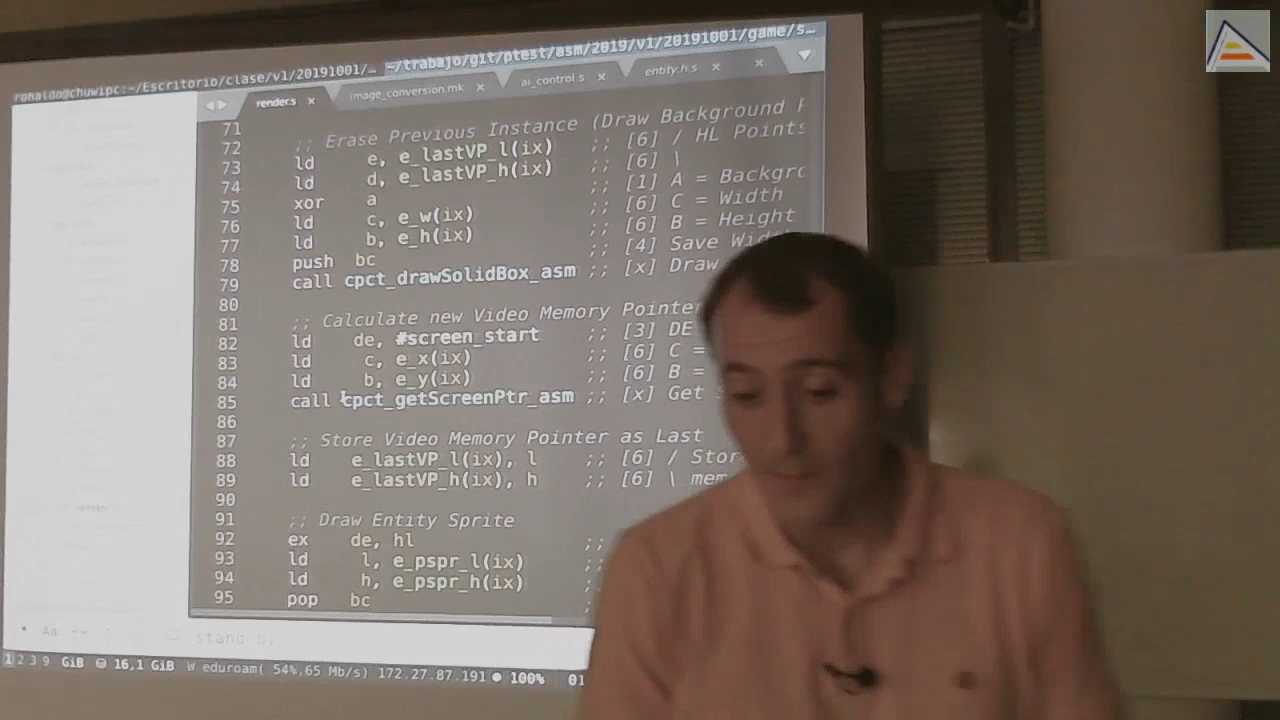 ronaldo@chuwipc:~/Escritorio/clase/v1/20191001/… ~/trabajo/git/ptest/asm/2019/v1/20191001/game/s…
render.s × image_conversion.mk × ai_control.s × entity.h.s × ×
71
72 ;; Erase Previous Instance (Draw Background
73 ld e, e_lastVP_l(ix) ;; [6] / HL Points
74 ld d, e_lastVP_h(ix) ;; [6] \
75 xor a ;; [1] A = Backgro
76 ld c, e_w(ix) ;; [6] C = Width
77 ld b, e_h(ix) ;; [6] B = Height
78 push bc ;; [4] Save
79 call cpct_drawSolidBox_asm ;; [x] Draw
80
81 ;; Calculate new Video Memory Pointer
82 ld de, #screen_start ;; [3] DE
83 ld c, e_x(ix) ;; [6] C =
84 ld b, e_y(ix) ;; [6] B =
85 call cpct_getScreenPtr_asm ;; [x] Get
86
87 ;; Store Video Memory Pointer as Last
88 ld e_lastVP_l(ix), l ;; [6] / Stor
89 ld e_lastVP_h(ix), h ;; [6] \ mem
90
91 ;; Draw Entity Sprite
92 ex de, hl ;;
93 ld l, e_pspr_l(ix) ;;
94 ld h, e_pspr_h(ix)
95 pop bc
Aa stand by
1 2 3 9 GiB 16,1 GiB W eduroam( 54%,65 Mb/s) 172.27.87.191 100% 01